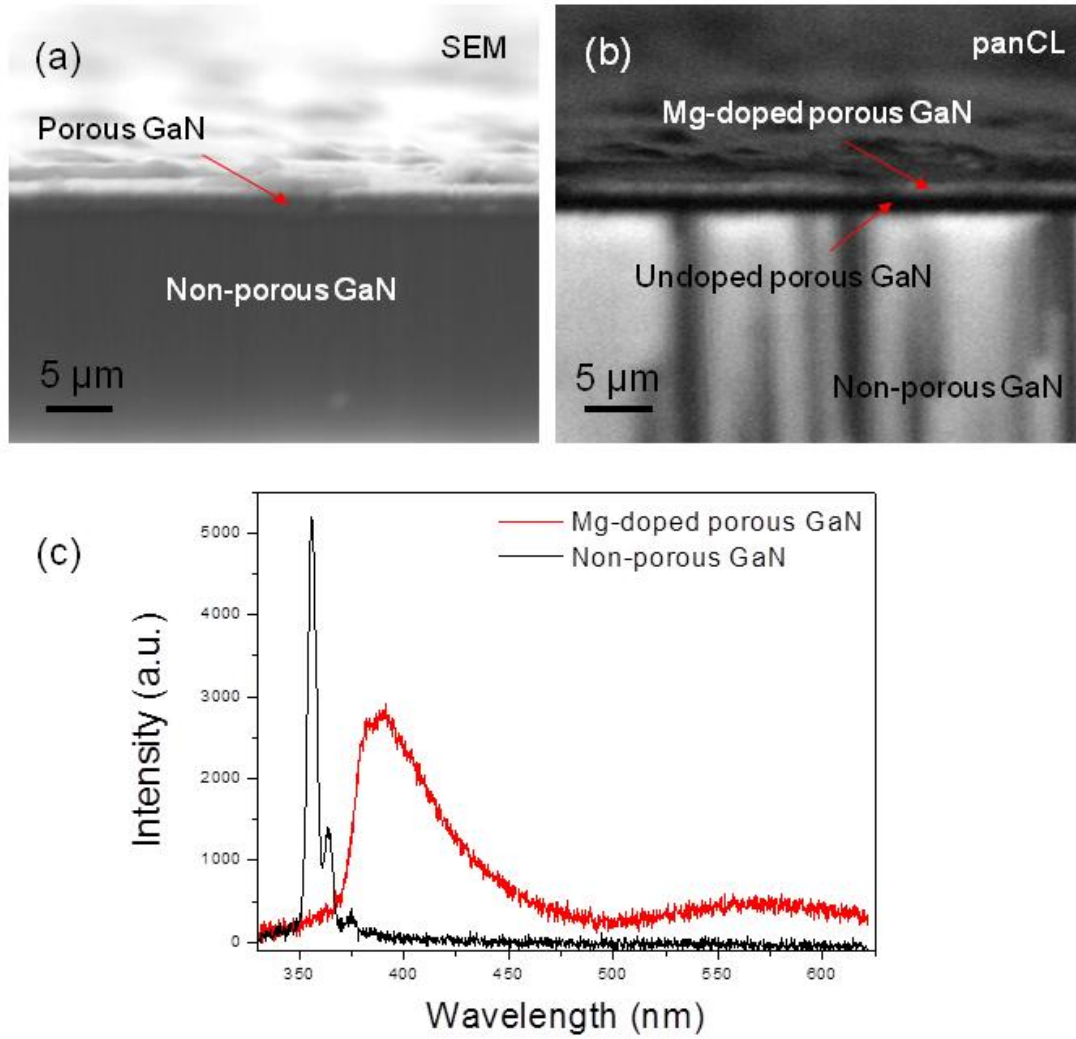 (a)
SEM
Porous GaN
Non-porous GaN
5 μm
(b)
panCL
Mg-doped porous GaN
Undoped porous GaN
Non-porous GaN
5 μm
(c)
Mg-doped porous GaN
Non-porous GaN
Intensity (a.u.)
5000
4000
3000
2000
1000
0
350 400 450 500 550 600
Wavelength (nm)